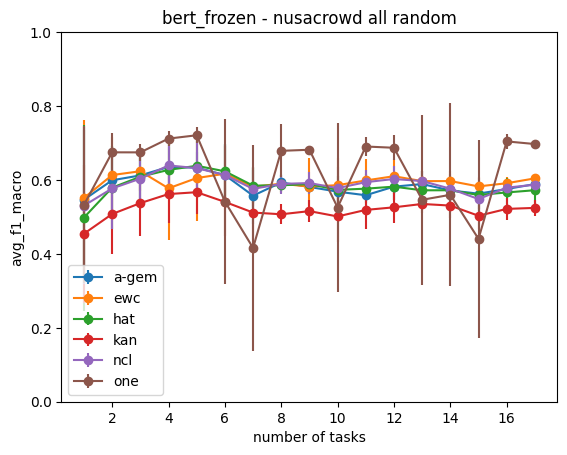 bert_frozen - nusacrowd all random
1.0
0.8
0.6
0.4
0.2
0.0
avg_f1_macro
a-gem
ewc
hat
kan
ncl
one
2 4 6 8 10 12 14 16
number of tasks